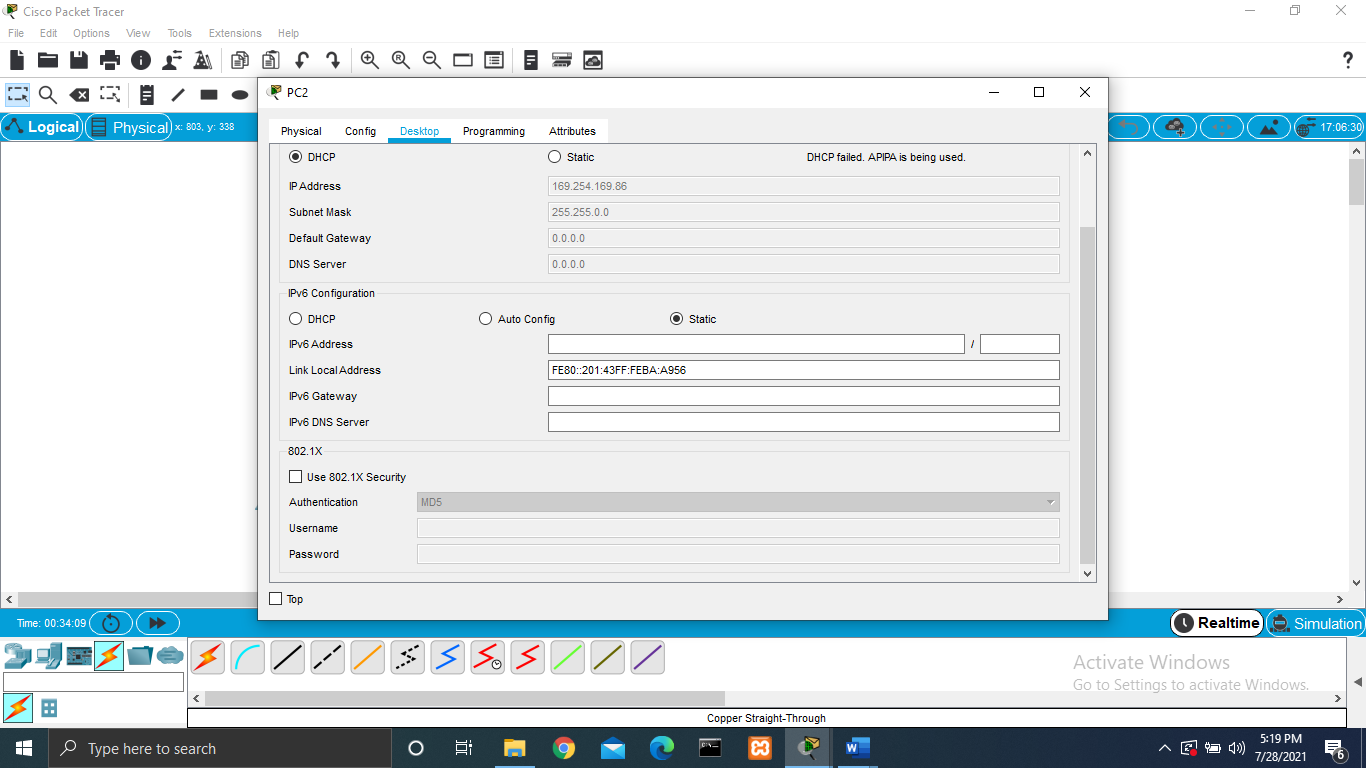 Cisco Packet Tracer
File Edit Options View Tools Extensions Help
?
PC2
Logical Physical x: 803, y: 338 17:06:30
Physical Config Desktop Programming Attributes
DHCP Static DHCP failed. APIPA is being used.
IP Address 169.254.169.86
Subnet Mask 255.255.0.0
Default Gateway 0.0.0.0
DNS Server 0.0.0.0
IPv6 Configuration
DHCP Auto Config Static
IPv6 Address /
Link Local Address FE80::201:43FF:FEBA:A956
IPv6 Gateway
IPv6 DNS Server
802.1X
Use 802.1X Security
Authentication MD5
Username
Password
Top
Time: 00:34:09 Realtime Simulation
Activate Windows
Go to Settings to activate Windows.
Copper Straight-Through
Type here to search
5:19 PM
7/28/2021
6